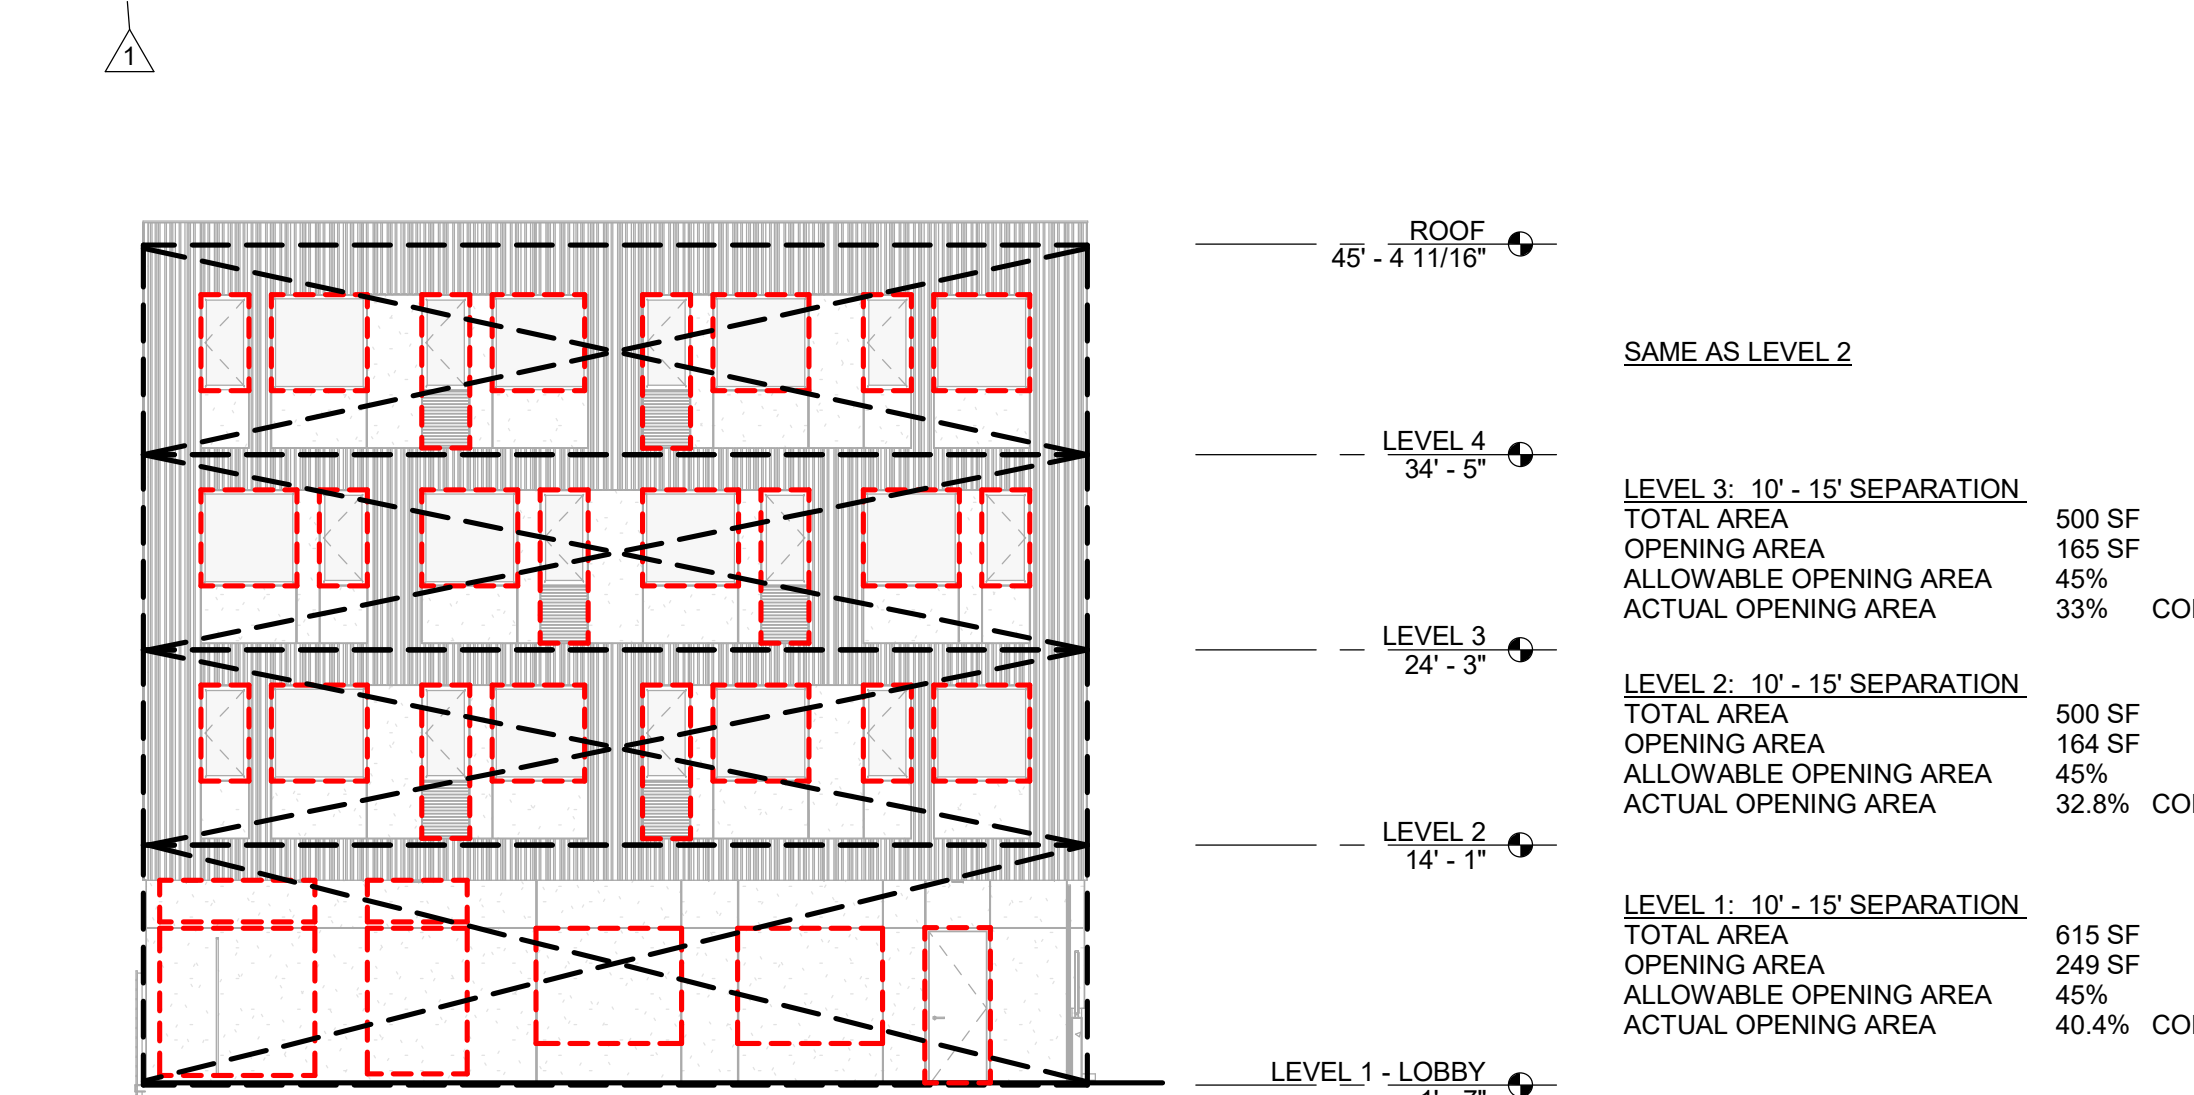 1
ROOF
45' - 4 11/16"
SAME AS LEVEL 2
LEVEL 4
34' - 5"
LEVEL 3: 10' - 15' SEPARATION
TOTAL AREA 500 SF
OPENING AREA 165 SF
ALLOWABLE OPENING AREA 45%
ACTUAL OPENING AREA 33%
LEVEL 3
24' - 3"
LEVEL 2: 10' - 15' SEPARATION
TOTAL AREA 500 SF
OPENING AREA 164 SF
ALLOWABLE OPENING AREA 45%
ACTUAL OPENING AREA 32.8%
LEVEL 2
14' - 1"
LEVEL 1: 10' - 15' SEPARATION
TOTAL AREA 615 SF
OPENING AREA 249 SF
ALLOWABLE OPENING AREA 45%
ACTUAL OPENING AREA 40.4%
LEVEL 1 - LOBBY